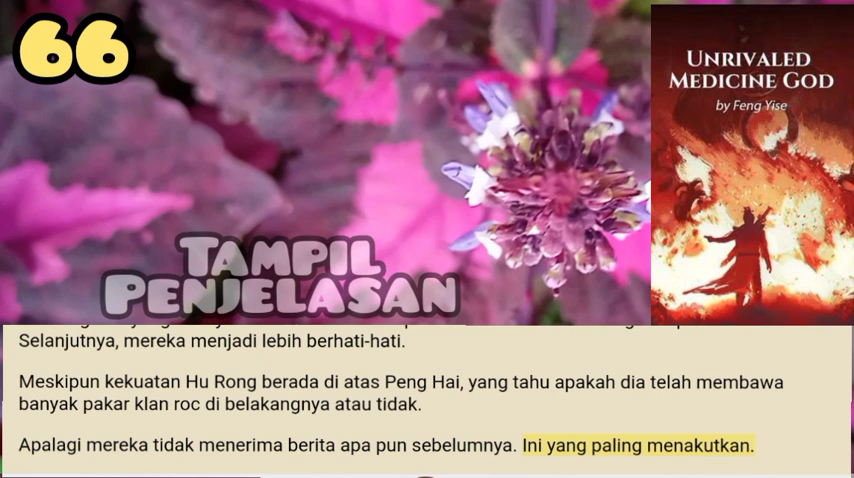 66
UNRIVALED
MEDICINE GOD
by Feng Yise
TAMPIL
PENJELASAN
Selanjutnya, mereka menjadi lebih berhati-hati.
Meskipun kekuatan Hu Rong berada di atas Peng Hai, yang tahu apakah dia telah membawa
banyak pakar klan roc di belakangnya atau tidak.
Apalagi mereka tidak menerima berita apa pun sebelumnya. Ini yang paling menakutkan.